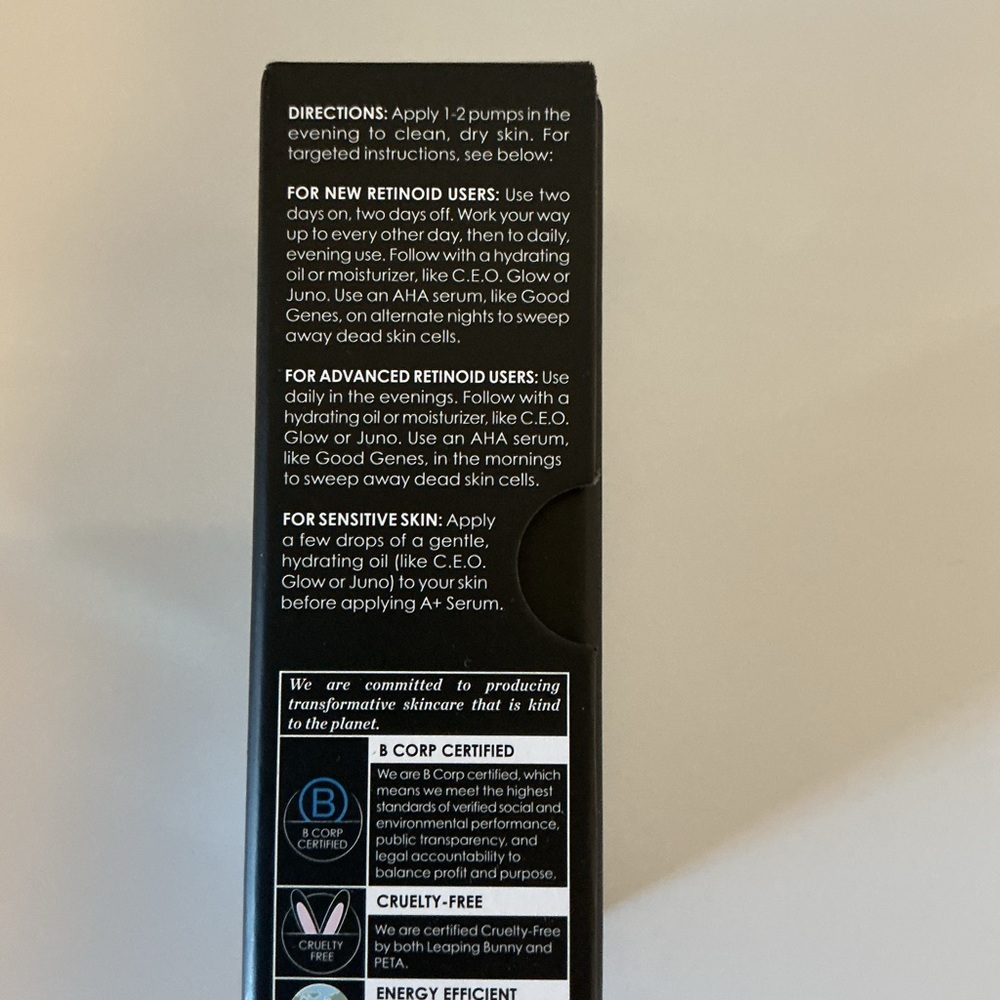 DIRECTIONS: Apply 1-2 pumps in the
evening to clean, dry skin. For
targeted instructions, see below:
FOR NEW RETINOID USERS: Use two
days on, two days off. Work your way
up to every other day, then to daily,
evening use. Follow with a hydrating
oil or moisturizer, like C.E.O. Glow or
Juno. Use an AHA serum, like Good
Genes, on alternate nights to sweep
away dead skin cells.
FOR ADVANCED RETINOID USERS: Use
daily in the evenings. Follow with a
hydrating oil or moisturizer, like C.E.O.
Glow or Juno. Use an AHA serum,
like Good Genes, in the mornings
to sweep away dead skin cells.
FOR SENSITIVE SKIN: Apply
a few drops of a gentle,
hydrating oil (like C.E.O.
Glow or Juno) to your skin
before applying A+ Serum.
We are committed to producing
transformative skincare that is kind
to the planet.
B CORP CERTIFIED
B
B CORP
CERTIFIED
We are B Corp certified, which
means we meet the highest
standards of verified social and
environmental performance,
public transparency, and
legal accountability to
balance profit and purpose.
CRUELTY-FREE
CRUELTY
FREE
We are certified Cruelty-Free
by both Leaping Bunny and
PETA.
ENERGY EFFICIENT